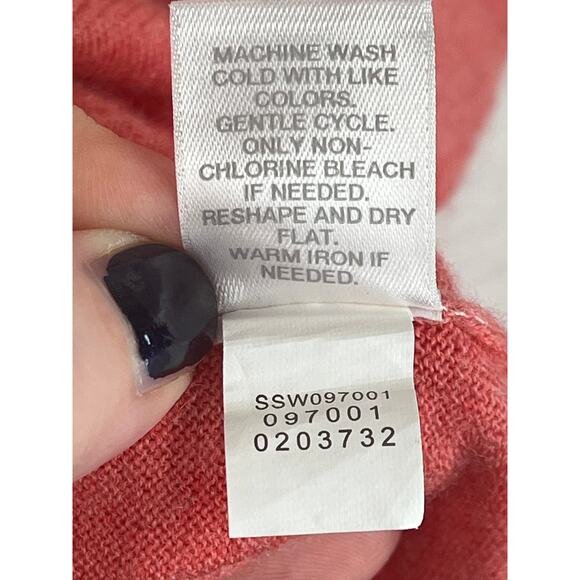 MACHINE WASH
COLD WITH LIKE
COLORS.
GENTLE CYCLE.
ONLY NON-
CHLORINE BLEACH
IF NEEDED.
RESHAPE AND DRY
FLAT.
WARM IRON IF
NEEDED.
SSW097001
097001
0203732